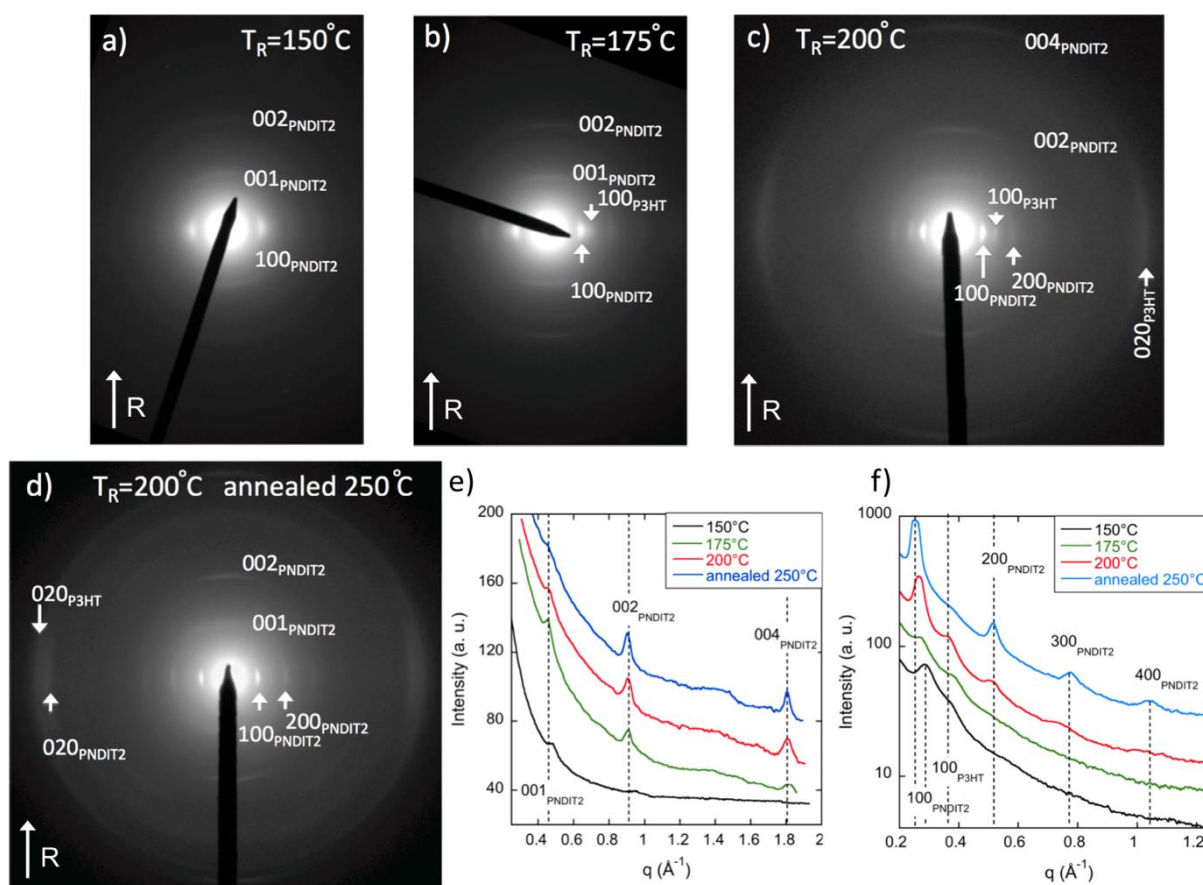 a)
T_R=150°C
002_PNDIT2
001_PNDIT2
100_PNDIT2
R
b)
T_R=175°C
002_PNDIT2
001_PNDIT2
100_P3HT
100_PNDIT2
R
c)
T_R=200°C
004_PNDIT2
002_PNDIT2
100_P3HT
100_PNDIT2
200_PNDIT2
020_P3HT
R
d)
T_R=200°C annealed 250°C
002_PNDIT2
020_P3HT
001_PNDIT2
100_PNDIT2
200_PNDIT2
020_PNDIT2
R
e)
200
160
120
80
40
Intensity (a. u.)
150°C
175°C
200°C
annealed 250°C
002_PNDIT2
004_PNDIT2
001_PNDIT2
0.4 0.6 0.8 1 1.2 1.4 1.6 1.8 2
q (Å⁻¹)
f)
1000
100
10
Intensity (a. u.)
150°C
175°C
200°C
annealed 250°C
200_PNDIT2
300_PNDIT2
400_PNDIT2
100_P3HT
100_PNDIT2
0.2 0.4 0.6 0.8 1 1.2
q (Å⁻¹)